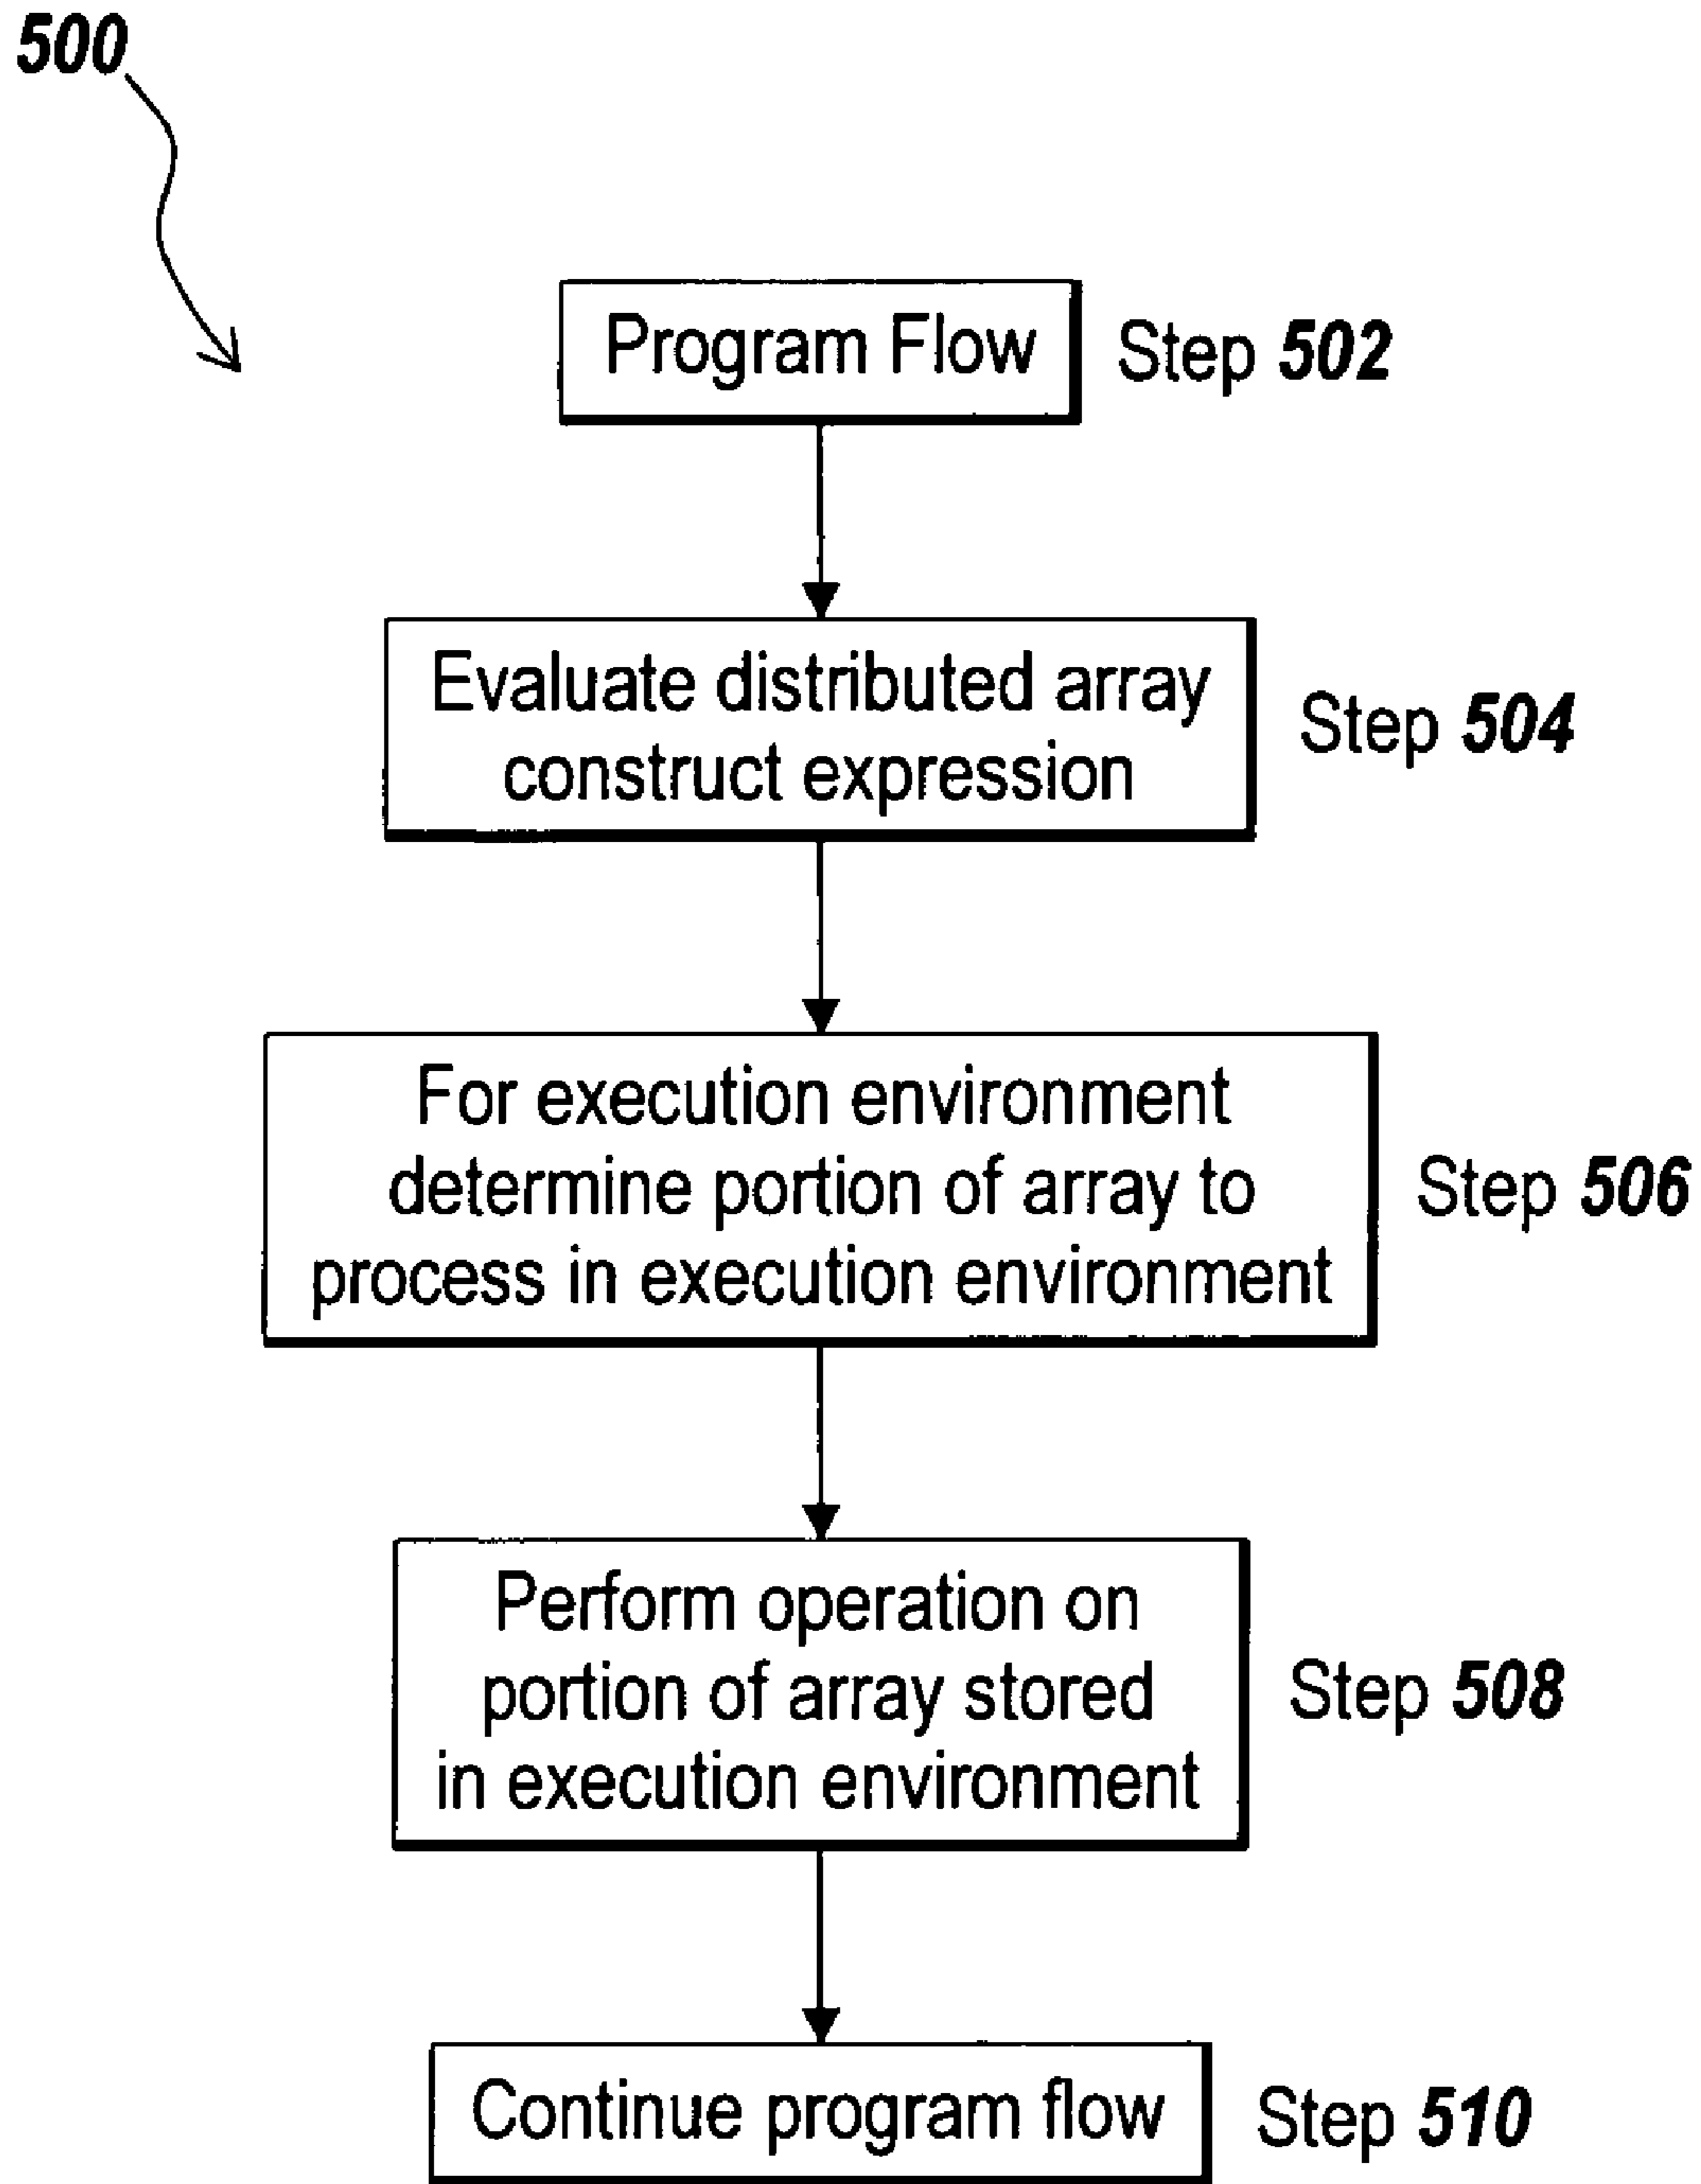 500
Program Flow
Step 502
Evaluate distributed array
construct expression
Step 504
For execution environment
determine portion of array to
process in execution environment
Step 506
Perform operation on
portion of array stored
in execution environment
Step 508
Continue program flow
Step 510